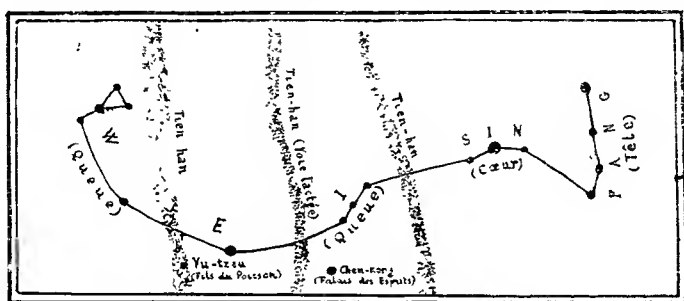 W E I
(Queue)
Tien han
Tien-han (Voie lactée)
(Queue)
Tien-han
S I N
(Cœur)
F A N G
(Tête)
Yu-tzeu
(Fils du Poisson)
Chen-Kong
(Palais des Esprits)